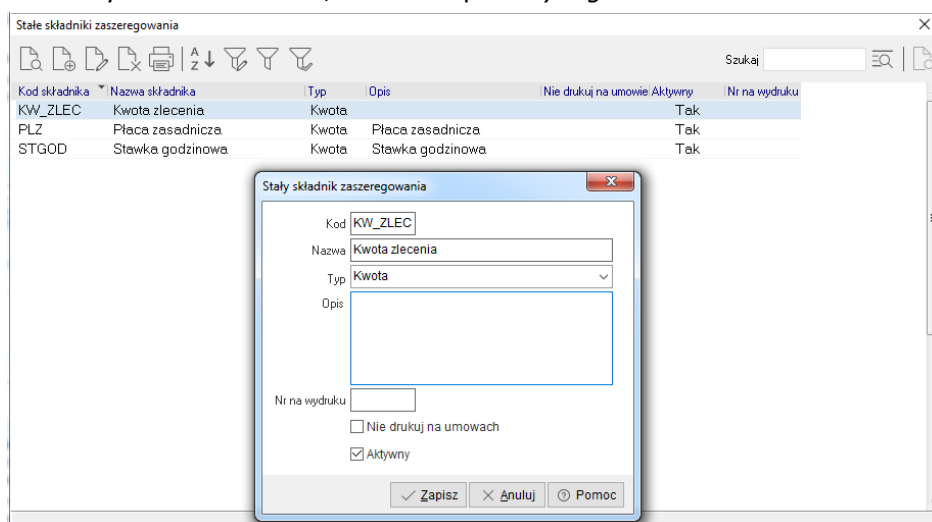 Stałe składniki zaszeregowania
Szukaj
Kod składnika Nazwa składnika Typ Opis Nie drukuj na umowie Aktywny Nr na wydruku
KW_ZLEC Kwota zlecenia Kwota Tak
PLZ Płaca zasadnicza Kwota Płaca zasadnicza Tak
STGOD Stawka godzinowa Kwota Stawka godzinowa Tak
Stały składnik zaszeregowania
Kod KW_ZLEC
Nazwa Kwota zlecenia
Typ Kwota
Opis
Nr na wydruku
Nie drukuj na umowach
Aktywny
Zapisz Anuluj Pomoc